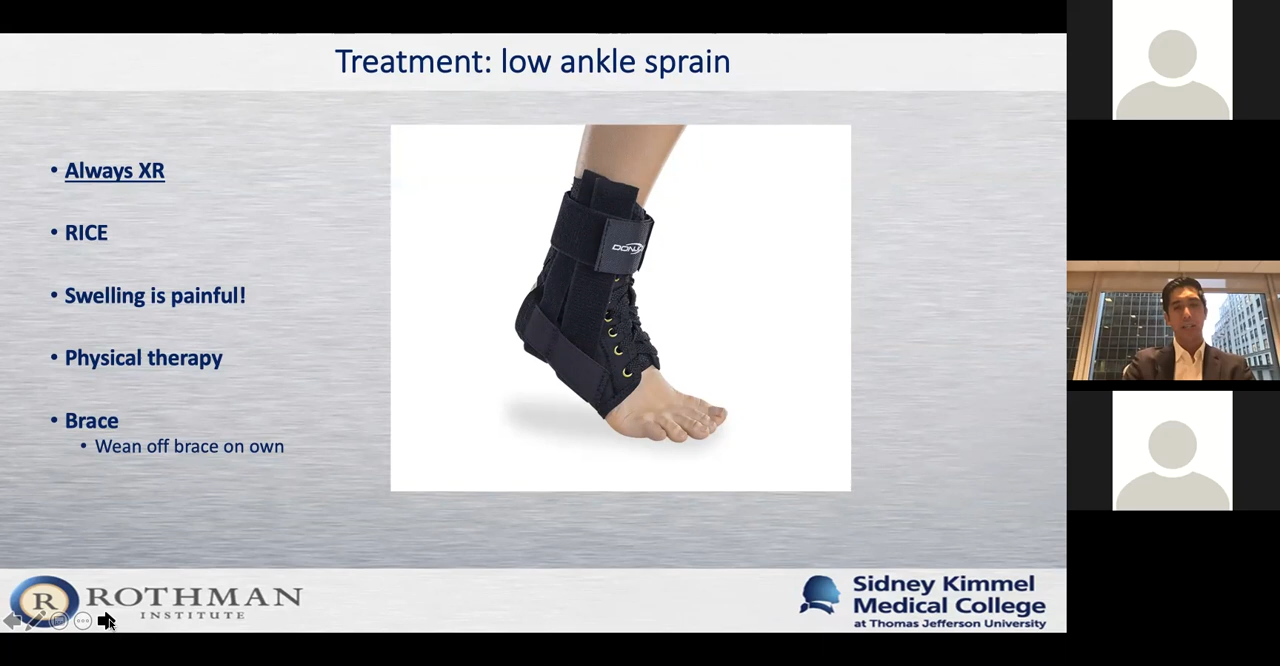 Treatment: low ankle sprain
• Always XR
• RICE
• Swelling is painful!
• Physical therapy
• Brace
• Wean off brace on own
R ROTHMAN
INSTITUTE
Sidney Kimmel
Medical College
at Thomas Jefferson University